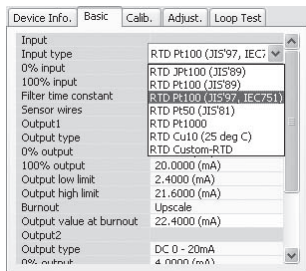 Device Info. Basic Calib. Adjust. Loop Test
Input
Input type RTD Pt100 (JIS'97, IEC7
RTD JPt100 (JIS'89)
0% input
RTD Pt100 (JIS'89)
100% input
RTD Pt100 (JIS'97, IEC751)
Filter time constant
RTD Pt50 (JIS'81)
Sensor wires
RTD Pt1000
Output1
RTD Cu10 (25 deg C)
Output type
RTD Custom-RTD
0% output
100% output 20.0000 (mA)
Output low limit 2.4000 (mA)
Output high limit 21.6000 (mA)
Burnout Upscale
Output value at burnout 22.4000 (mA)
Output2
Output type DC 0 - 20mA
0% output 4.0000 (mA)